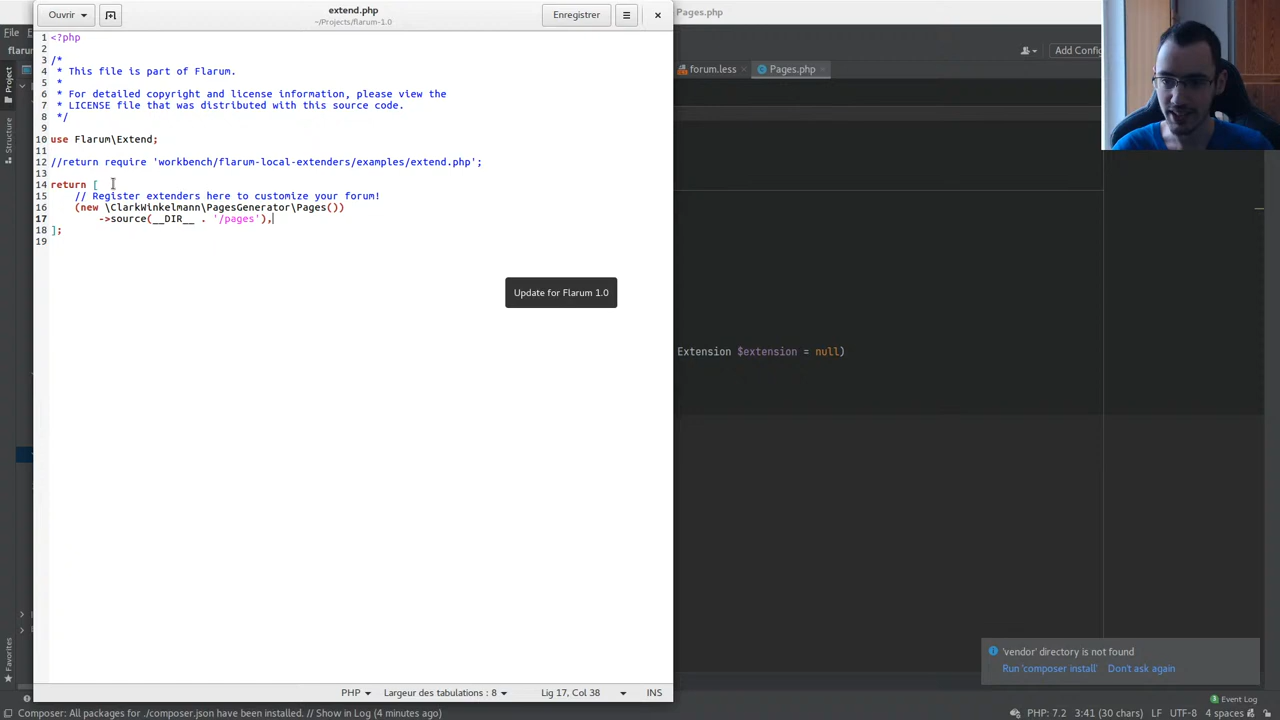 Ouvrir
extend.php
~/Projects/flarum-1.0
Enregistrer
Pages.php
1 <?php
2
3 /*
4 * This file is part of Flarum.
5 *
6 * For detailed copyright and license information, please view the
7 * LICENSE file that was distributed with this source code.
8 */
9
10 use Flarum\Extend;
11
12 //return require 'workbench/flarum-local-extenders/examples/extend.php';
13
14 return [
15 // Register extenders here to customize your forum!
16 (new \ClarkWinkelmann\PagesGenerator\Pages())
17 ->source(__DIR__ . '/pages'),
18 ];
19
Update for Flarum 1.0
File
flarum
Project
Structure
Favorites
Add Config
forum.less
Pages.php
Extension $extension = null)
'vendor' directory is not found
Run 'composer install' Don't ask again
PHP
Largeur des tabulations : 8
Lig 17, Col 38
INS
Event Log
Composer: All packages for ./composer.json have been installed. // Show in Log (4 minutes ago)
PHP: 7.2 3:41 (30 chars) LF UTF-8 4 spaces